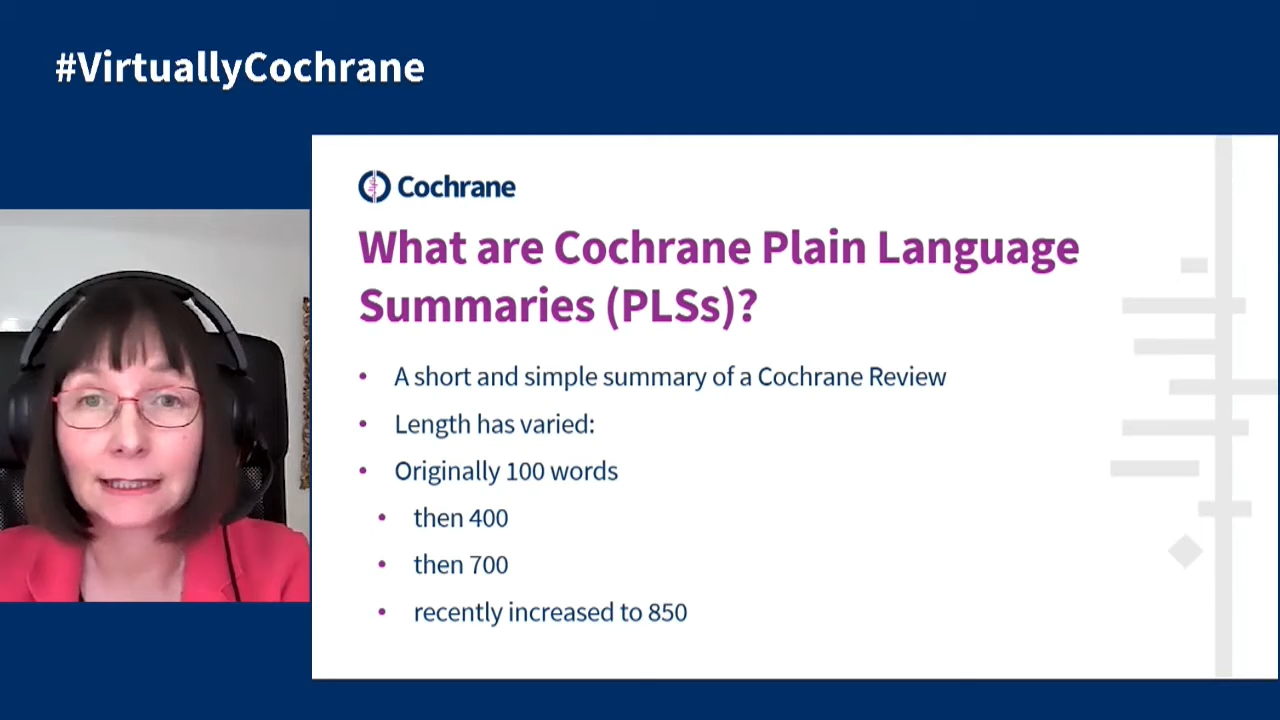 #VirtuallyCochrane
Cochrane
What are Cochrane Plain Language
Summaries (PLSs)?
• A short and simple summary of a Cochrane Review
• Length has varied:
• Originally 100 words
• then 400
• then 700
• recently increased to 850